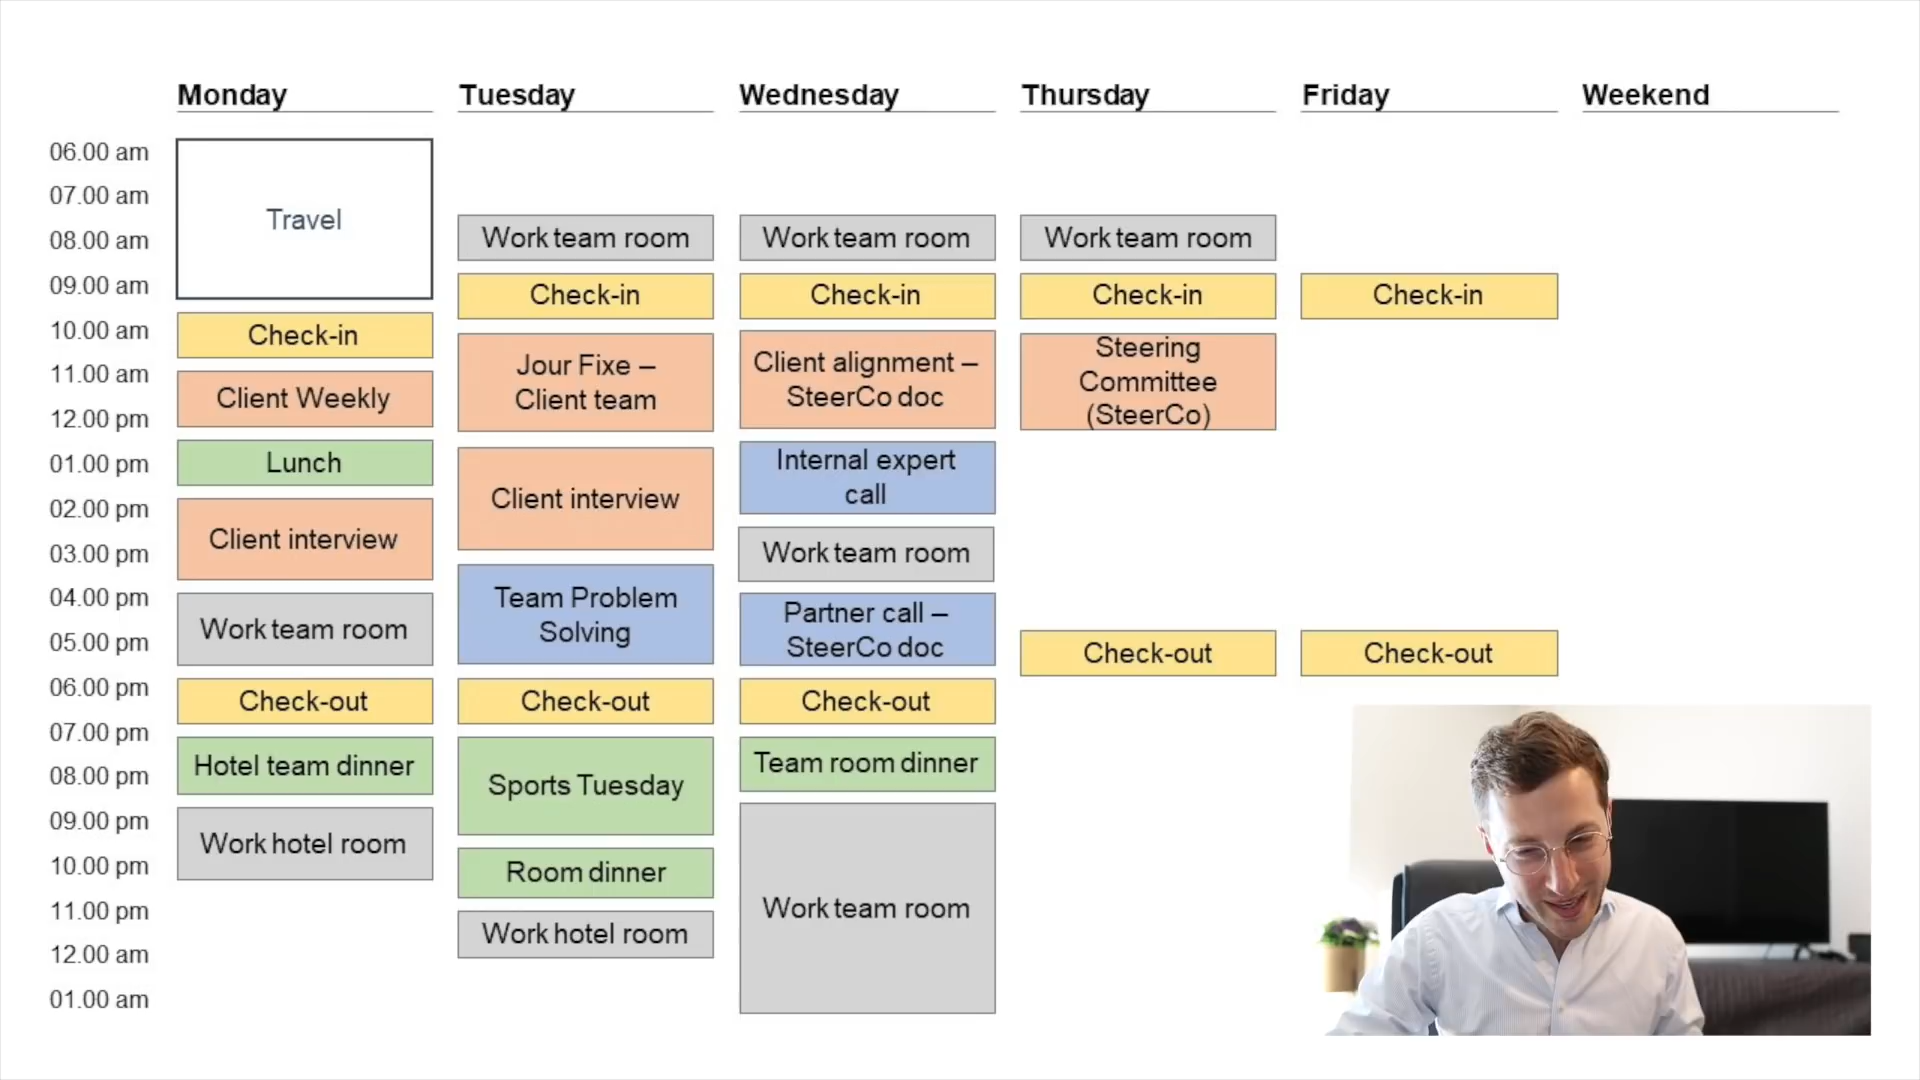 Monday
Tuesday
Wednesday
Thursday
Friday
Weekend
06.00 am
07.00 am
08.00 am
09.00 am
10.00 am
11.00 am
12.00 pm
01.00 pm
02.00 pm
03.00 pm
04.00 pm
05.00 pm
06.00 pm
07.00 pm
08.00 pm
09.00 pm
10.00 pm
11.00 pm
12.00 am
01.00 am
Travel
Check-in
Client Weekly
Lunch
Client interview
Work team room
Check-out
Hotel team dinner
Work hotel room
Work team room
Check-in
Jour Fixe –
Client team
Client interview
Team Problem
Solving
Check-out
Sports Tuesday
Room dinner
Work hotel room
Work team room
Check-in
Client alignment –
SteerCo doc
Internal expert
call
Work team room
Partner call –
SteerCo doc
Check-out
Team room dinner
Work team room
Work team room
Check-in
Steering
Committee
(SteerCo)
Check-out
Check-in
Check-out